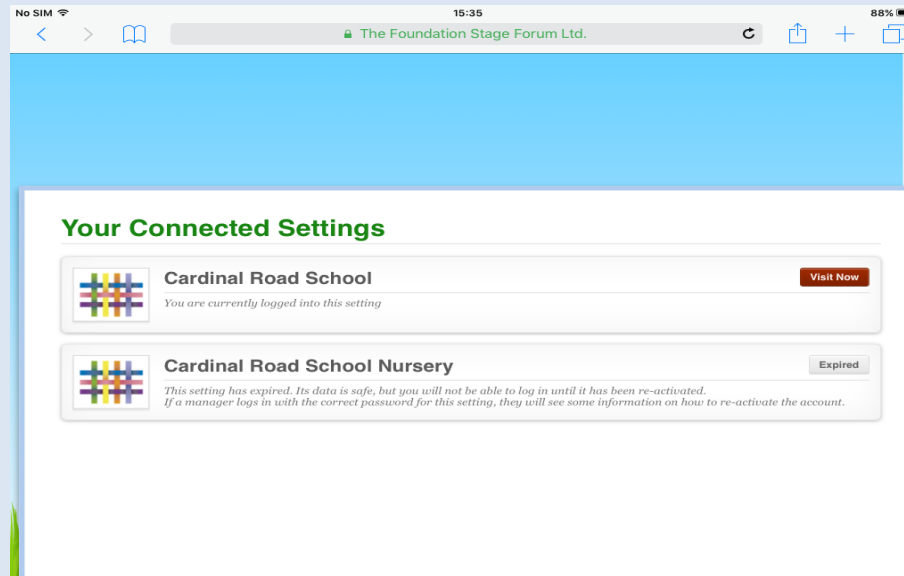 No SIM 15:35 88%
The Foundation Stage Forum Ltd.
Your Connected Settings
Cardinal Road School
Visit Now
You are currently logged into this setting
Cardinal Road School Nursery
Expired
This setting has expired. Its data is safe, but you will not be able to log in until it has been re-activated.
If a manager logs in with the correct password for this setting, they will see some information on how to re-activate the account.